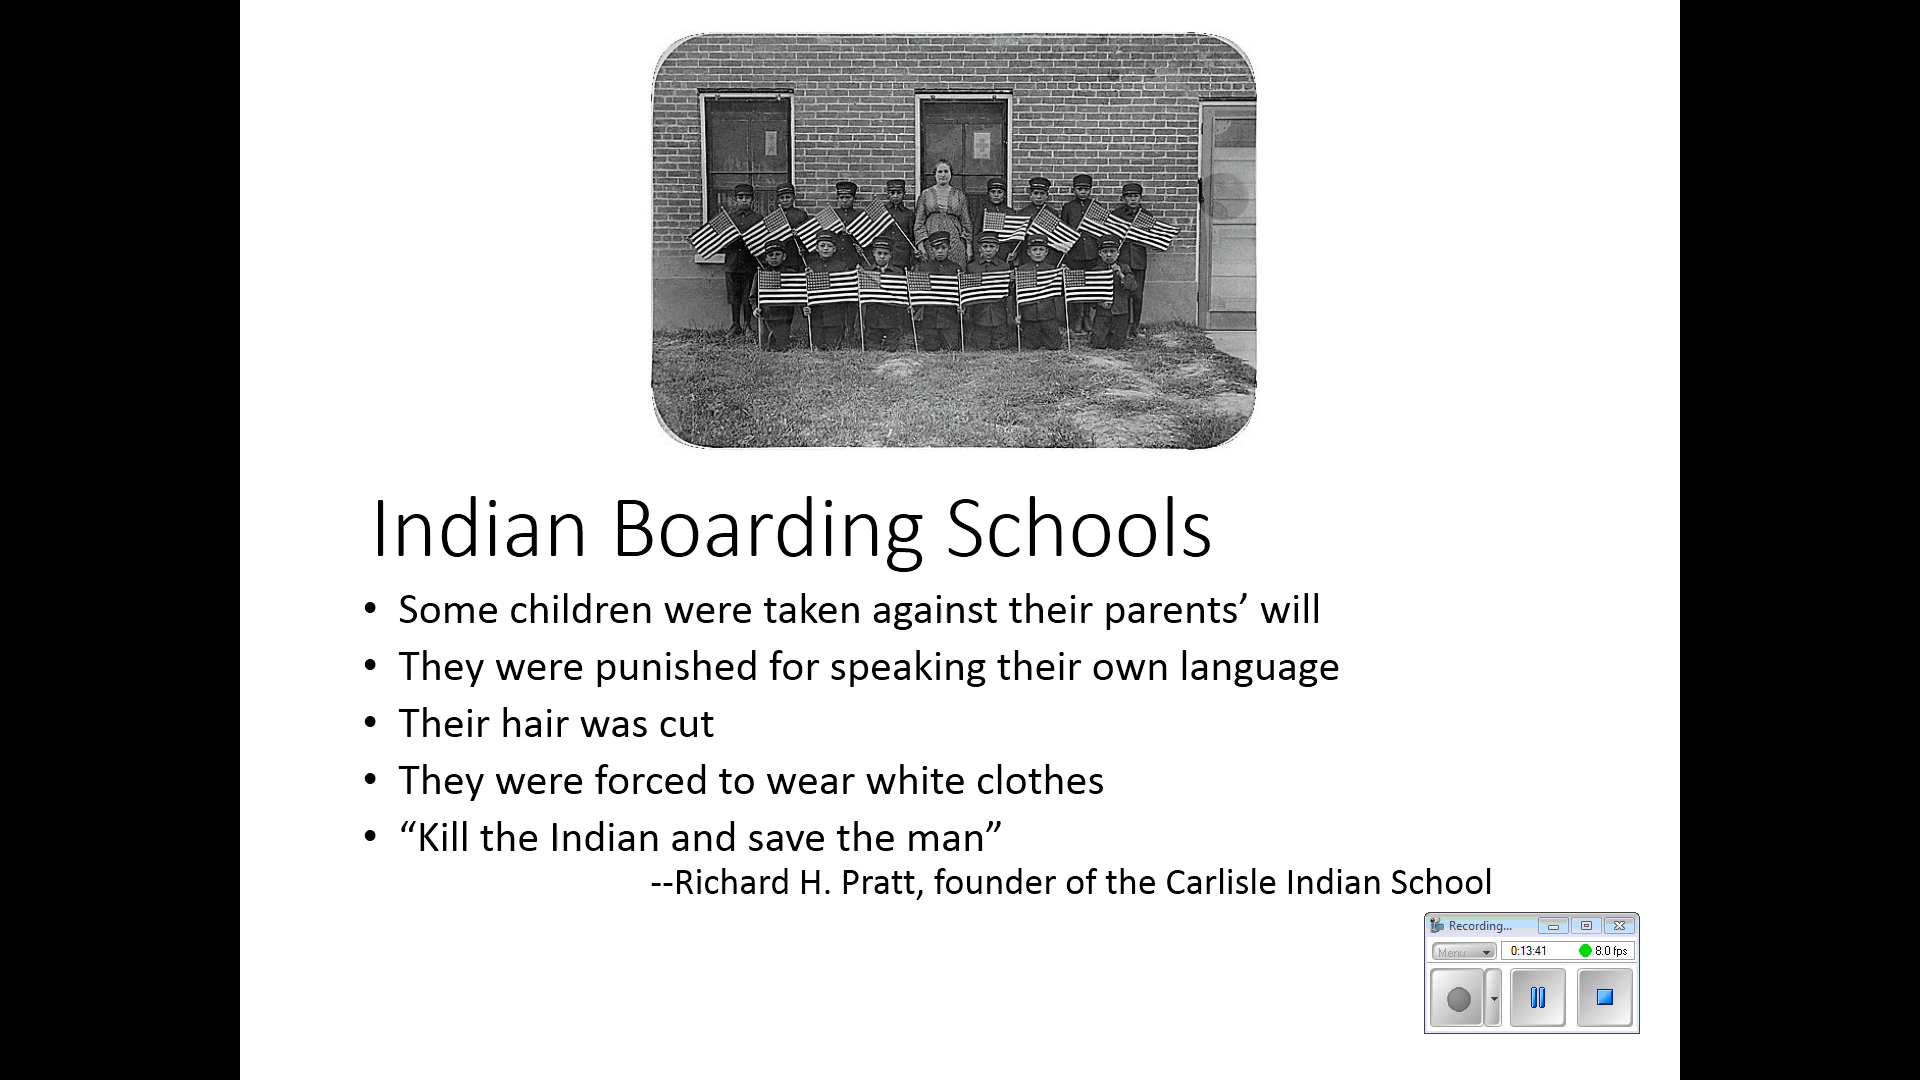 Indian Boarding Schools
• Some children were taken against their parents’ will
• They were punished for speaking their own language
• Their hair was cut
• They were forced to wear white clothes
• “Kill the Indian and save the man”
--Richard H. Pratt, founder of the Carlisle Indian School
Recording...
Menu 0:13:41 8.0 fps